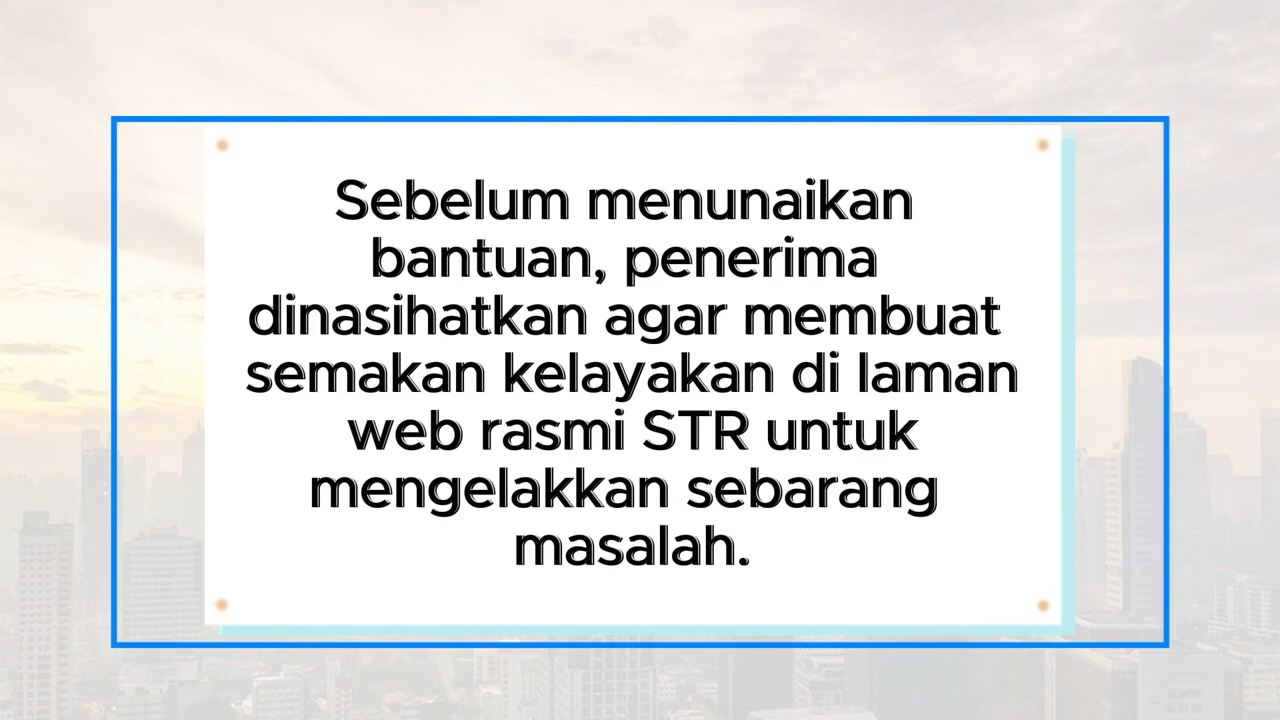 Sebelum menunaikan
bantuan, penerima
dinasihatkan agar membuat
semakan kelayakan di laman
web rasmi STR untuk
mengelakkan sebarang
masalah.